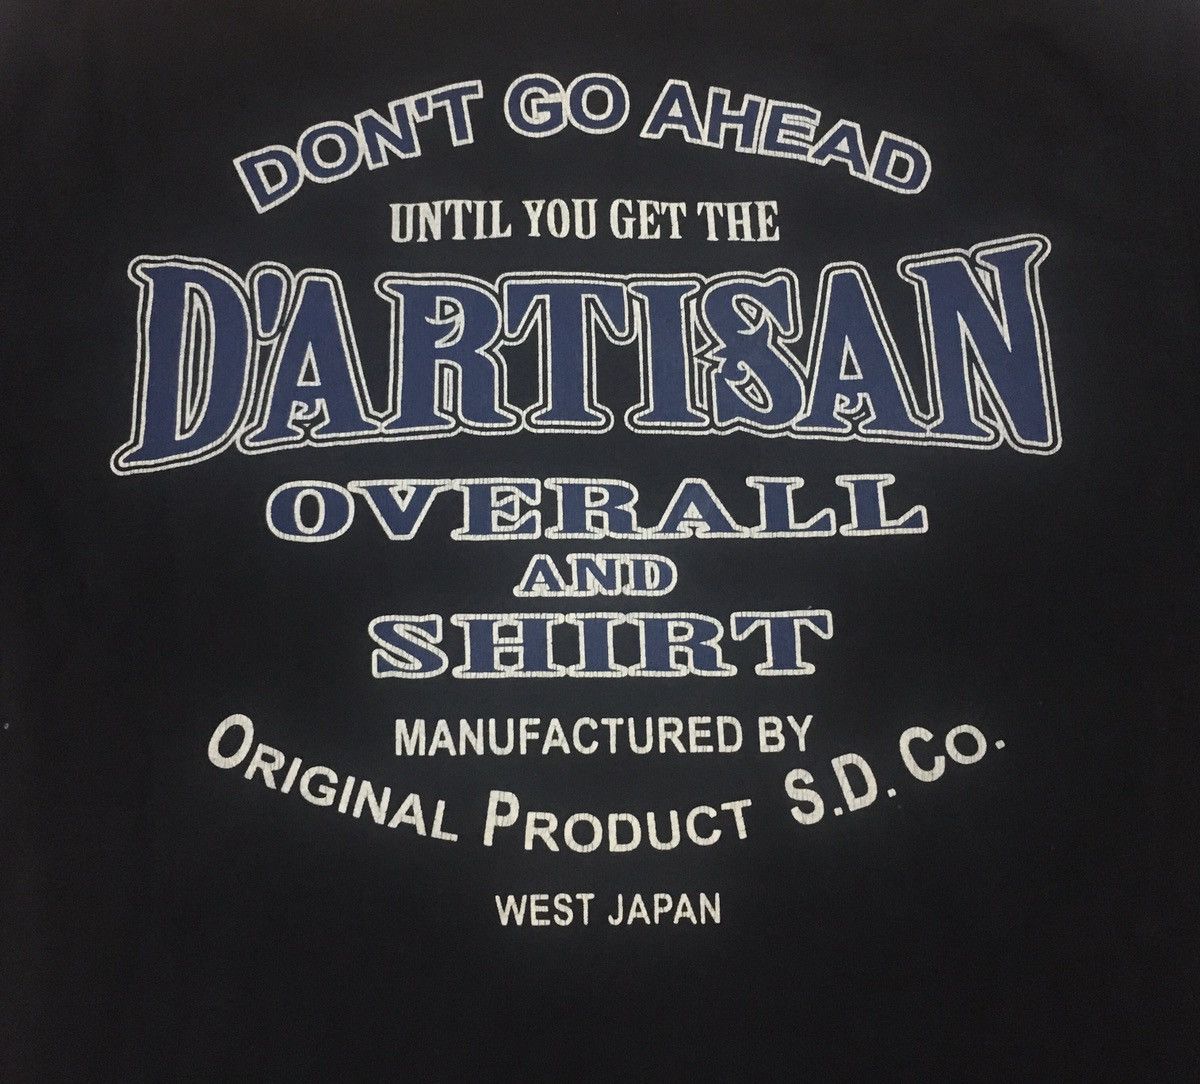 DON'T GO AHEAD
UNTIL YOU GET THE
D'ARTISAN
OVERALL
AND
SHIRT
MANUFACTURED BY
ORIGINAL PRODUCT S.D. CO.
WEST JAPAN